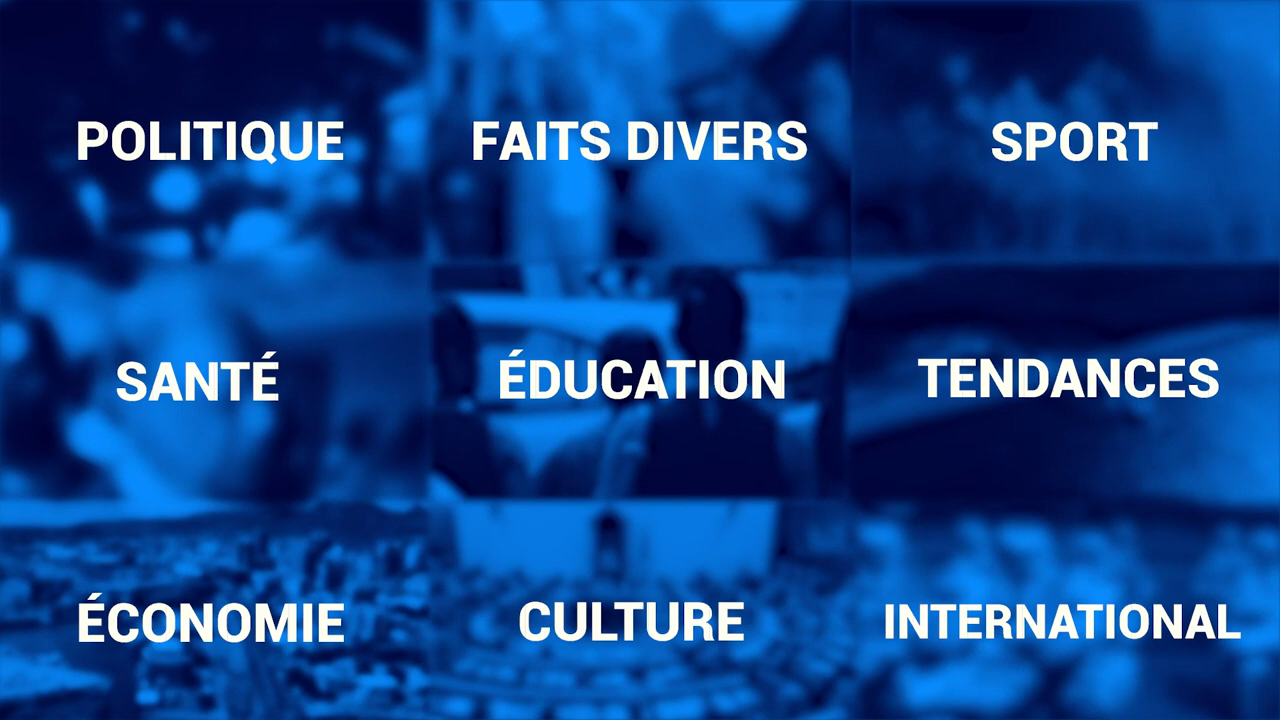 POLITIQUE
FAITS DIVERS
SPORT
SANTÉ
ÉDUCATION
TENDANCES
ÉCONOMIE
CULTURE
INTERNATIONAL